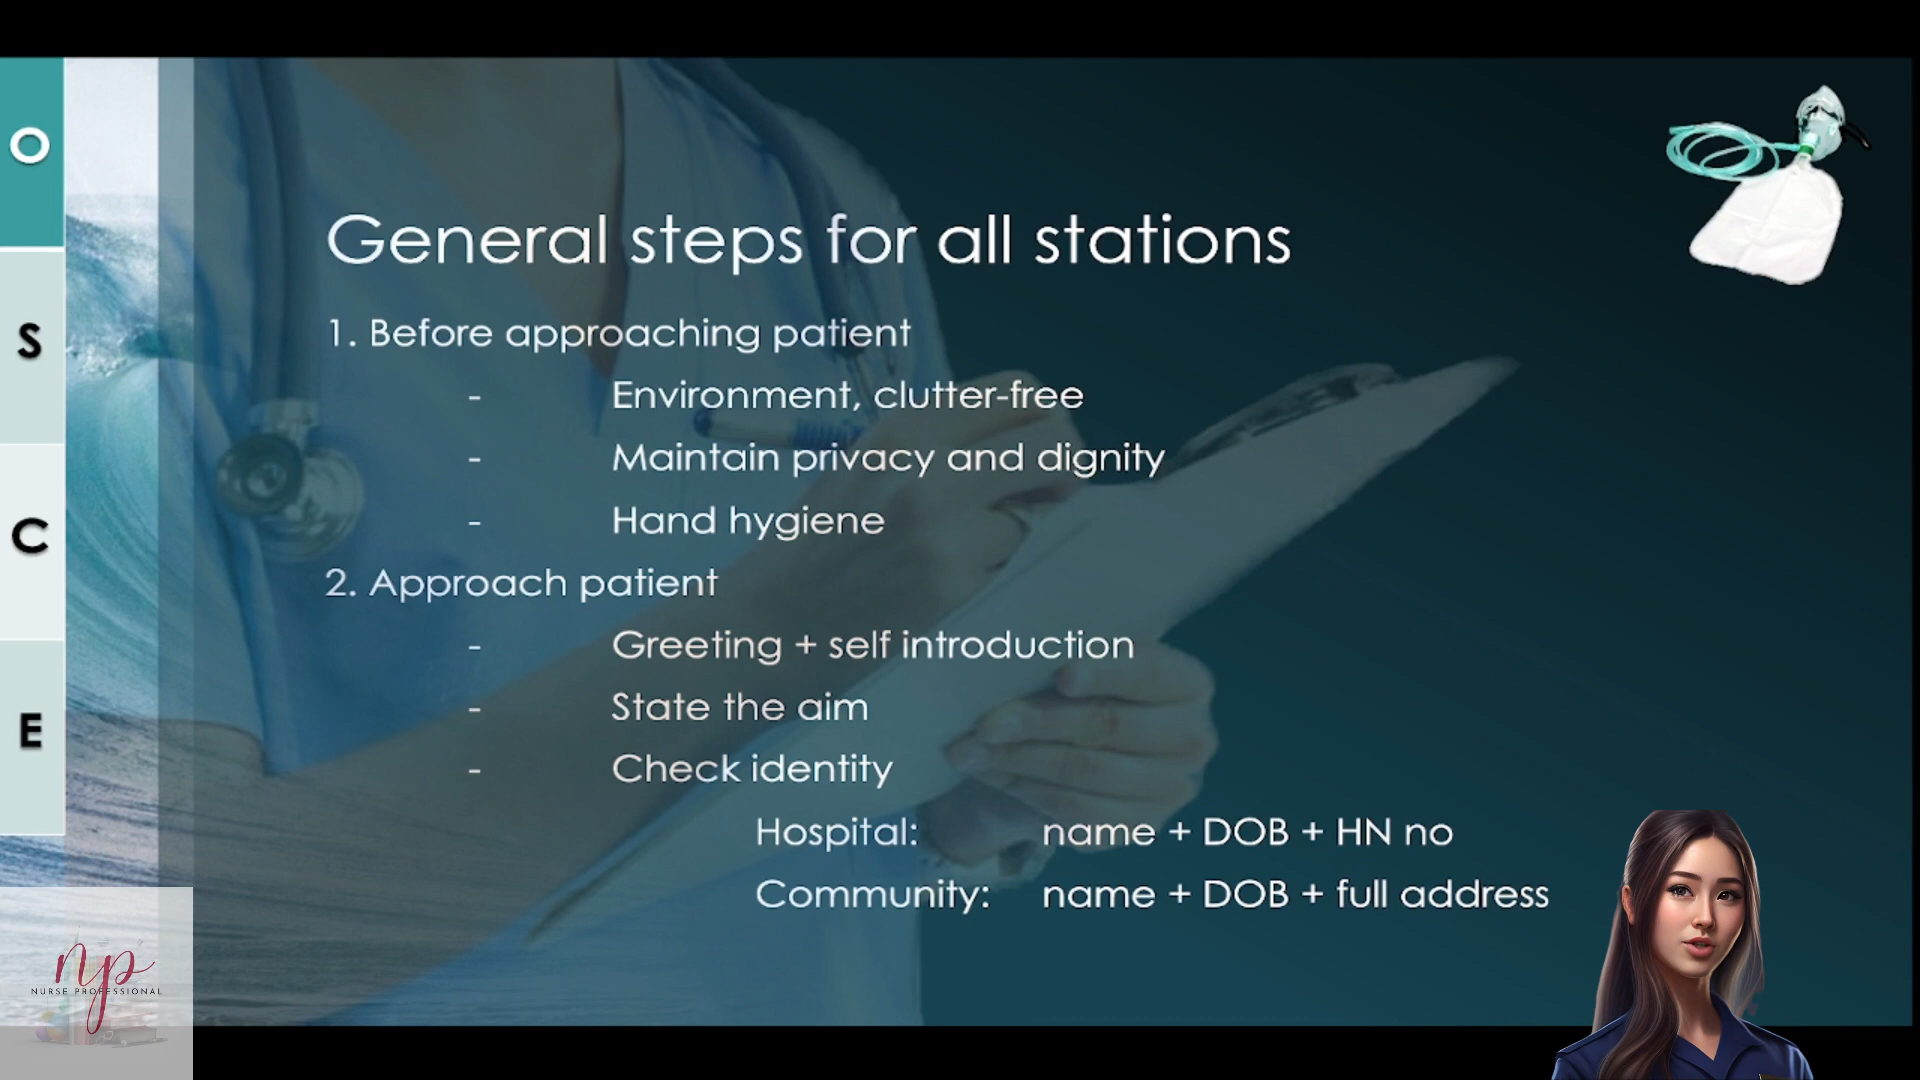 O
S
C
E
General steps for all stations
1. Before approaching patient
- Environment, clutter-free
- Maintain privacy and dignity
- Hand hygiene
2. Approach patient
- Greeting + self introduction
- State the aim
- Check identity
Hospital: name + DOB + HN no
Community: name + DOB + full address
np
NURSE PROFESSIONAL